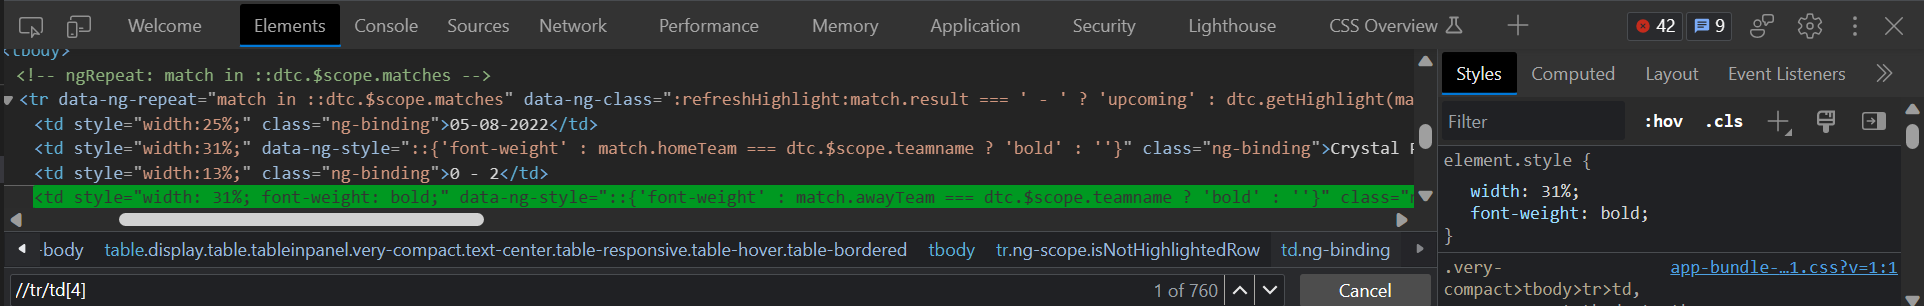 Welcome Elements Console Sources Network Performance Memory Application Security Lighthouse CSS Overview 42 9
<tbody>
<!-- ngRepeat: match in ::dtc.$scope.matches -->
<tr data-ng-repeat="match in ::dtc.$scope.matches" data-ng-class=":refreshHighlight:match.result === ' - ' ? 'upcoming' : dtc.getHighlight(ma
<td style="width:25%;" class="ng-binding">05-08-2022</td>
<td style="width:31%;" data-ng-style="::{'font-weight' : match.homeTeam === dtc.$scope.teamname ? 'bold' : ''}" class="ng-binding">Crystal
<td style="width:13%;" class="ng-binding">0 - 2</td>
<td style="width: 31%; font-weight: bold;" data-ng-style="::{'font-weight' : match.awayTeam === dtc.$scope.teamname ? 'bold' : ''}" class="
-body table.display.table.tableinpanel.very-compact.text-center.table-responsive.table-hover.table-bordered tbody tr.ng-scope.isNotHighlightedRow td.ng-binding
//tr/td[4] 1 of 760 Cancel
Styles Computed Layout Event Listeners
Filter :hov .cls
element.style {
width: 31%;
font-weight: bold;
}
.very- app-bundle-…1.css?v=1:1
compact>tbody>tr>td,